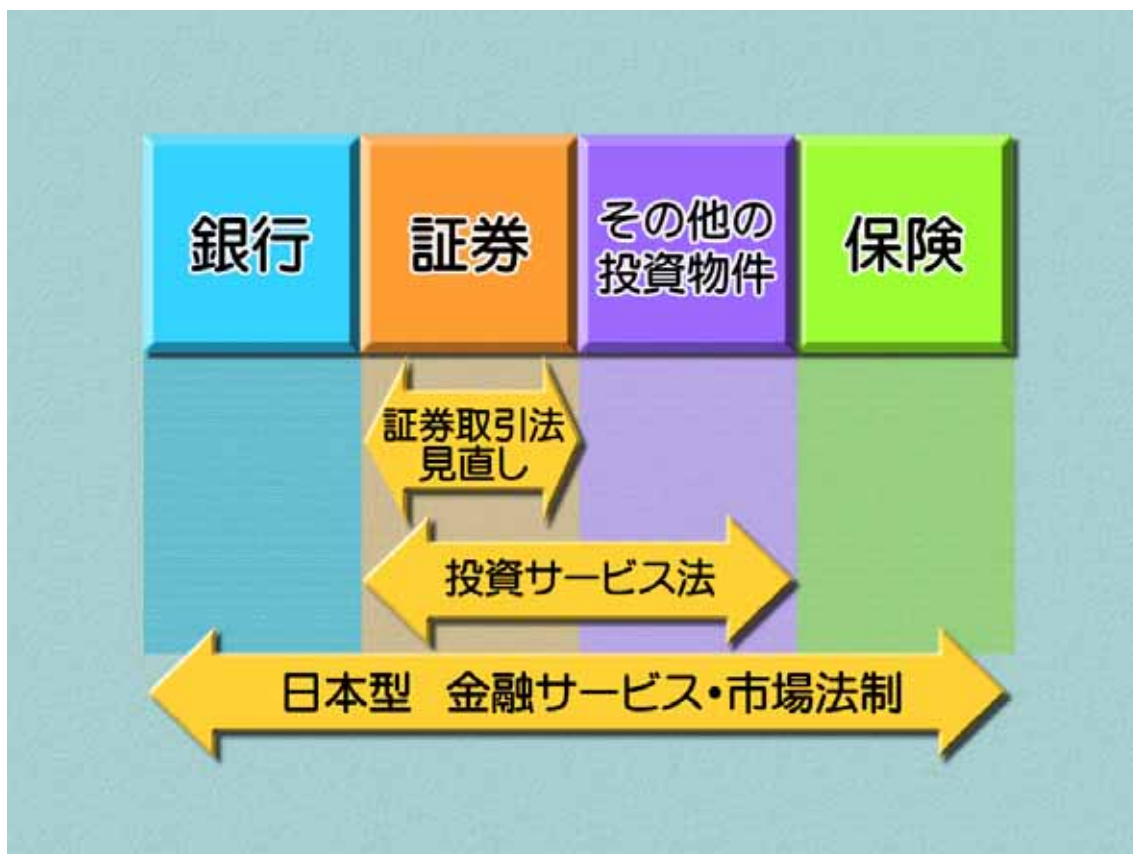 銀行
証券
その他の
投資物件
保険
証券取引法
見直し
投資サービス法
日本型 金融サービス・市場法制